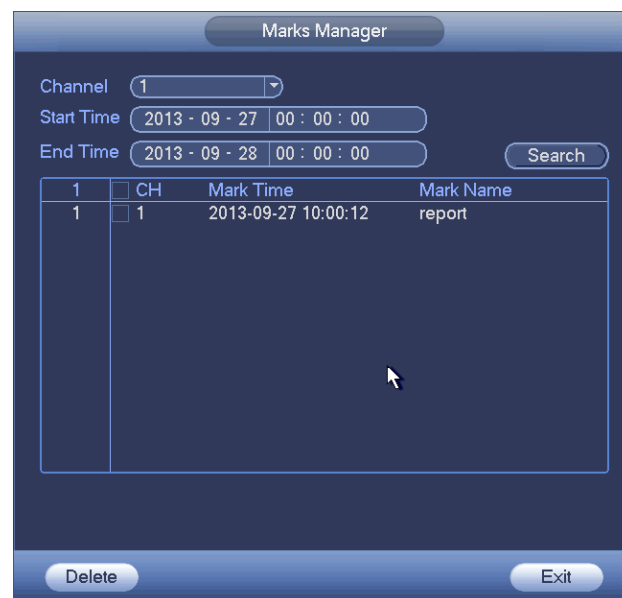 Marks Manager
Channel 1
Start Time 2013 - 09 - 27 00 : 00 : 00
End Time 2013 - 09 - 28 00 : 00 : 00
Search
1 CH Mark Time Mark Name
1 1 2013-09-27 10:00:12 report
Delete Exit